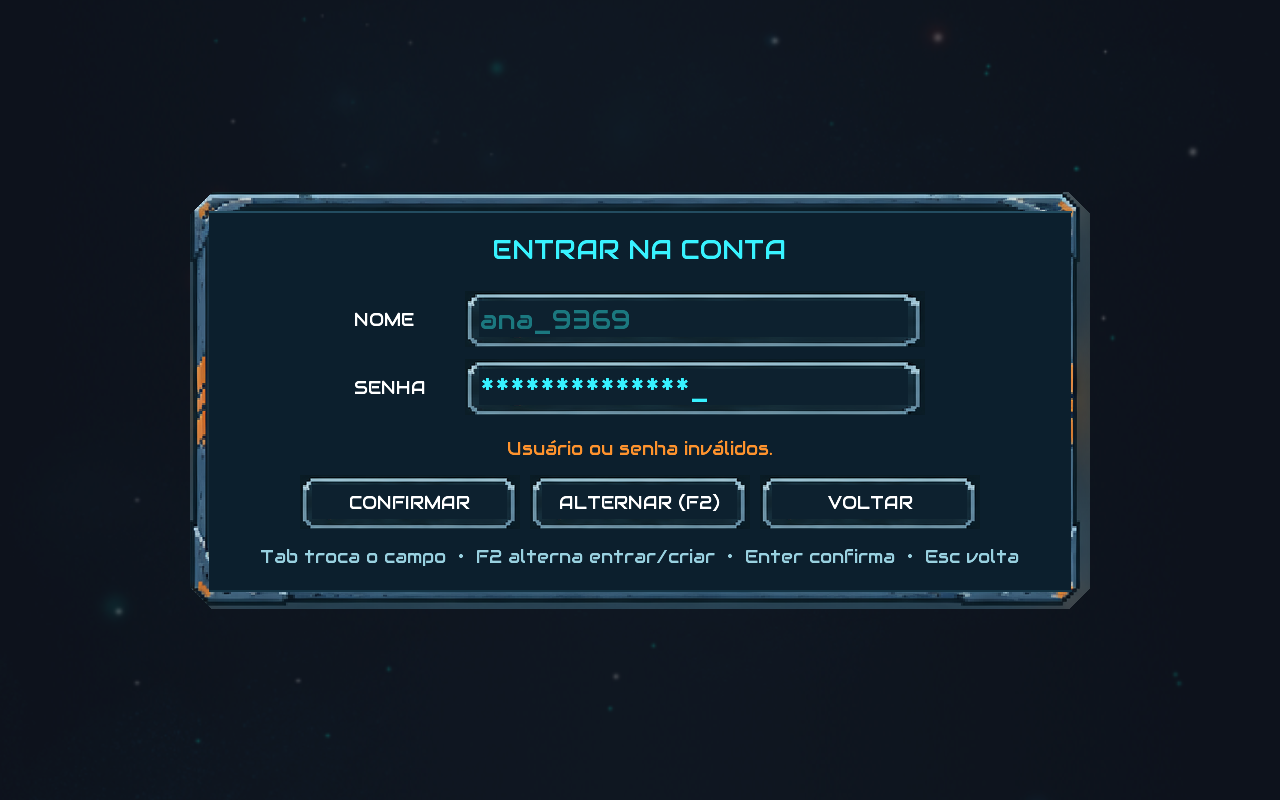 ENTRAR NA CONTA
NOME ana_9369
SENHA **************_
Usuário ou senha inválidos.
CONFIRMAR ALTERNAR (F2) VOLTAR
Tab troca o campo • F2 alterna entrar/criar • Enter confirma • Esc volta